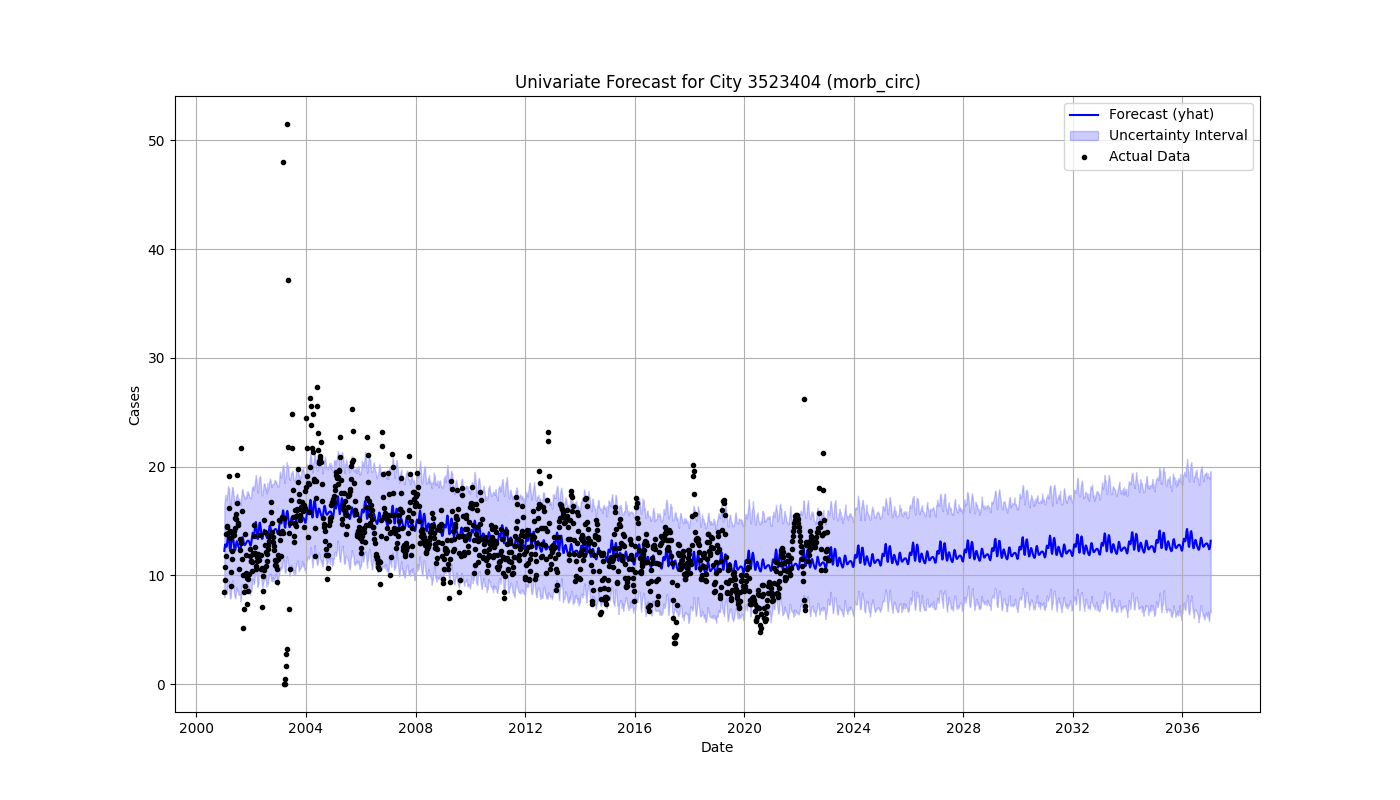 Univariate Forecast for City 3523404 (morb_circ)
Forecast (yhat)
Uncertainty Interval
Actual Data
50
40
30
20
10
0
Cases
2000 2004 2008 2012 2016 2020 2024 2028 2032 2036
Date